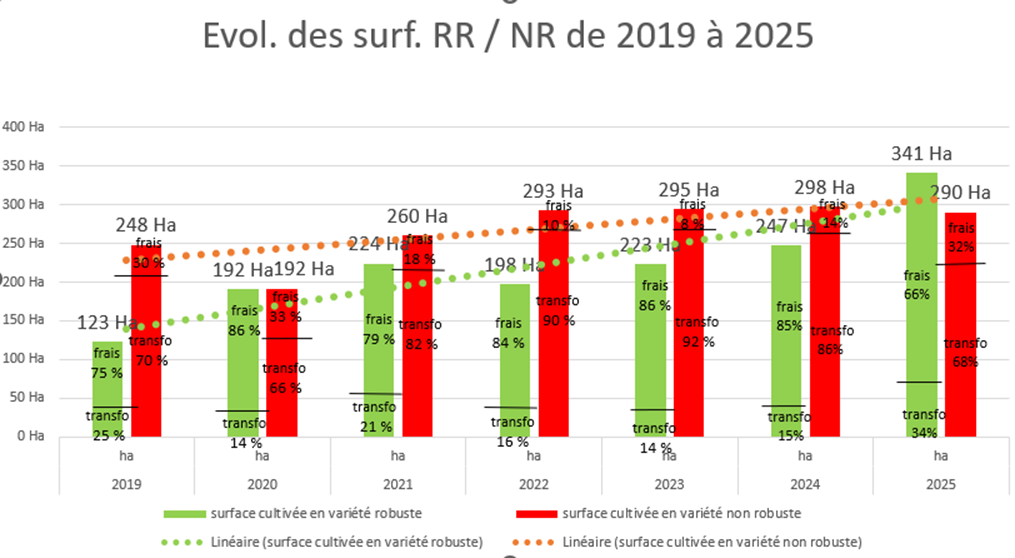 Evol. des surf. RR / NR de 2019 à 2025
400 Ha
350 Ha
300 Ha
250 Ha
200 Ha
150 Ha
100 Ha
50 Ha
0 Ha
123 Ha
frais
75 %
transfo
25 %
248 Ha
frais
30 %
transfo
70 %
192 Ha
frais
86 %
transfo
14 %
192 Ha
frais
33 %
transfo
66 %
224 Ha
frais
79 %
transfo
21 %
260 Ha
frais
18 %
transfo
82 %
198 Ha
frais
84 %
transfo
16 %
293 Ha
frais
10 %
transfo
90 %
223 Ha
frais
86 %
transfo
14 %
295 Ha
frais
8 %
transfo
92 %
247 Ha
frais
85%
transfo
15%
298 Ha
frais
14%
transfo
86%
341 Ha
frais
66%
transfo
34%
290 Ha
frais
32%
transfo
68%
ha ha ha ha ha ha ha
2019 2020 2021 2022 2023 2024 2025
surface cultivée en variété robuste
surface cultivée en variété non robuste
Linéaire (surface cultivée en variété robuste)
Linéaire (surface cultivée en variété non robuste)